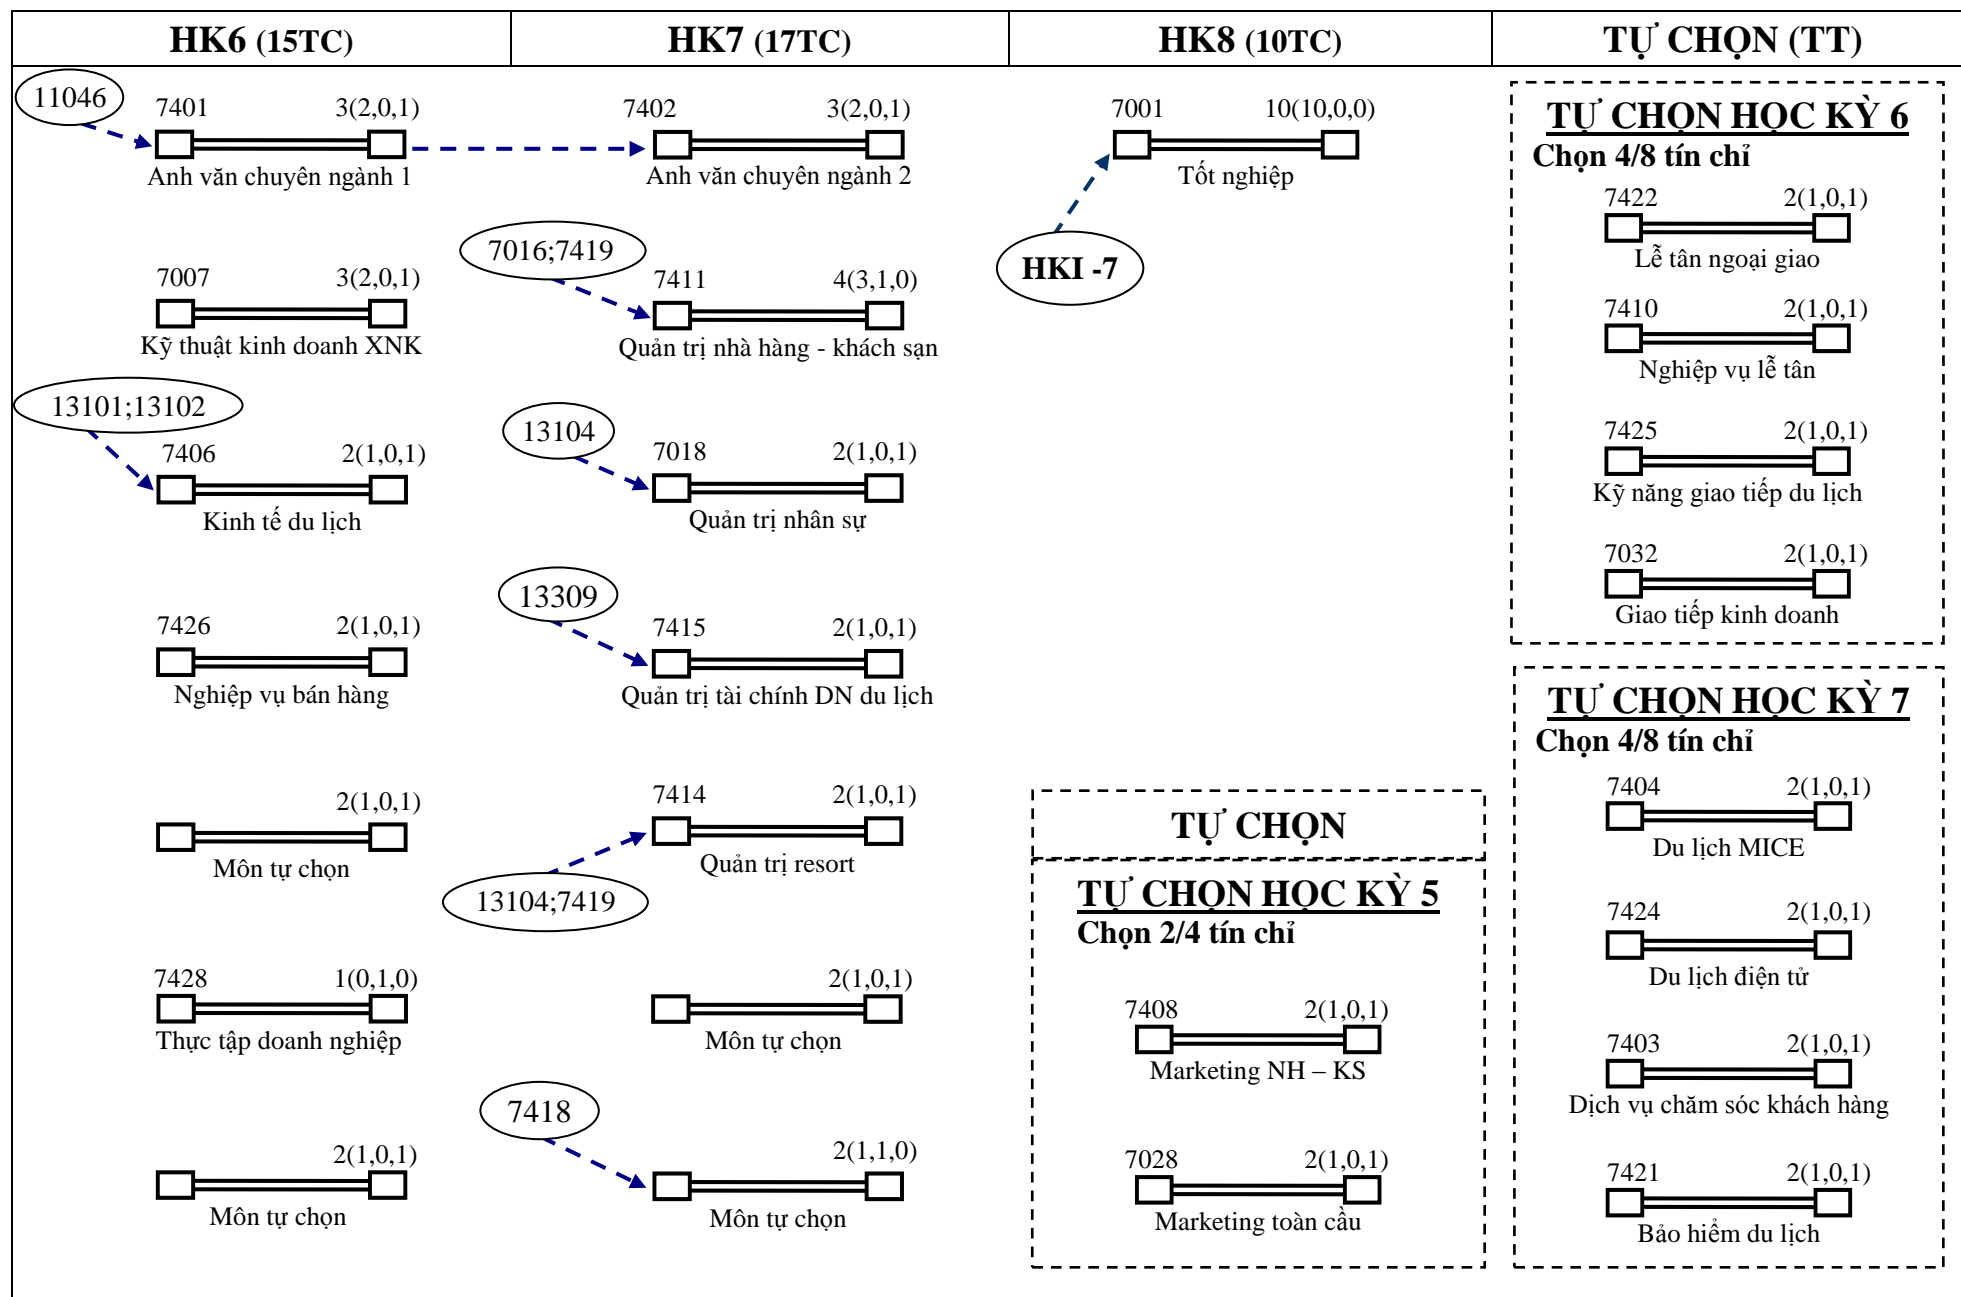 HK6 (15TC)
HK7 (17TC)
HK8 (10TC)
TỰ CHỌN (TT)
11046
7401 3(2,0,1)
Anh văn chuyên ngành 1
7007 3(2,0,1)
Kỹ thuật kinh doanh XNK
13101;13102
7406 2(1,0,1)
Kinh tế du lịch
7426 2(1,0,1)
Nghiệp vụ bán hàng
2(1,0,1)
Môn tự chọn
7428 1(0,1,0)
Thực tập doanh nghiệp
2(1,0,1)
Môn tự chọn
7402 3(2,0,1)
Anh văn chuyên ngành 2
7016;7419
7411 4(3,1,0)
Quản trị nhà hàng - khách sạn
13104
7018 2(1,0,1)
Quản trị nhân sự
13309
7415 2(1,0,1)
Quản trị tài chính DN du lịch
7414 2(1,0,1)
Quản trị resort
13104;7419
2(1,0,1)
Môn tự chọn
7418
2(1,1,0)
Môn tự chọn
7001 10(10,0,0)
Tốt nghiệp
HKI -7
TỰ CHỌN
TỰ CHỌN HỌC KỲ 5
Chọn 2/4 tín chỉ
7408 2(1,0,1)
Marketing NH – KS
7028 2(1,0,1)
Marketing toàn cầu
TỰ CHỌN HỌC KỲ 6
Chọn 4/8 tín chỉ
7422 2(1,0,1)
Lễ tân ngoại giao
7410 2(1,0,1)
Nghiệp vụ lễ tân
7425 2(1,0,1)
Kỹ năng giao tiếp du lịch
7032 2(1,0,1)
Giao tiếp kinh doanh
TỰ CHỌN HỌC KỲ 7
Chọn 4/8 tín chỉ
7404 2(1,0,1)
Du lịch MICE
7424 2(1,0,1)
Du lịch điện tử
7403 2(1,0,1)
Dịch vụ chăm sóc khách hàng
7421 2(1,0,1)
Bảo hiểm du lịch